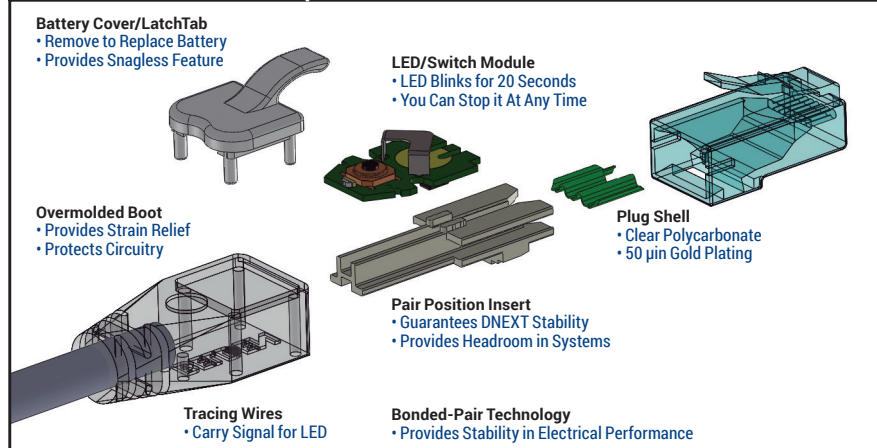 Battery Cover/LatchTab
• Remove to Replace Battery
• Provides Snagless Feature
LED/Switch Module
• LED Blinks for 20 Seconds
• You Can Stop it At Any Time
Overmolded Boot
• Provides Strain Relief
• Protects Circuitry
Plug Shell
• Clear Polycarbonate
• 50 µin Gold Plating
Pair Position Insert
• Guarantees DNEXT Stability
• Provides Headroom in Systems
BELDEN
Tracing Wires
• Carry Signal for LED
Bonded-Pair Technology
• Provides Stability in Electrical Performance